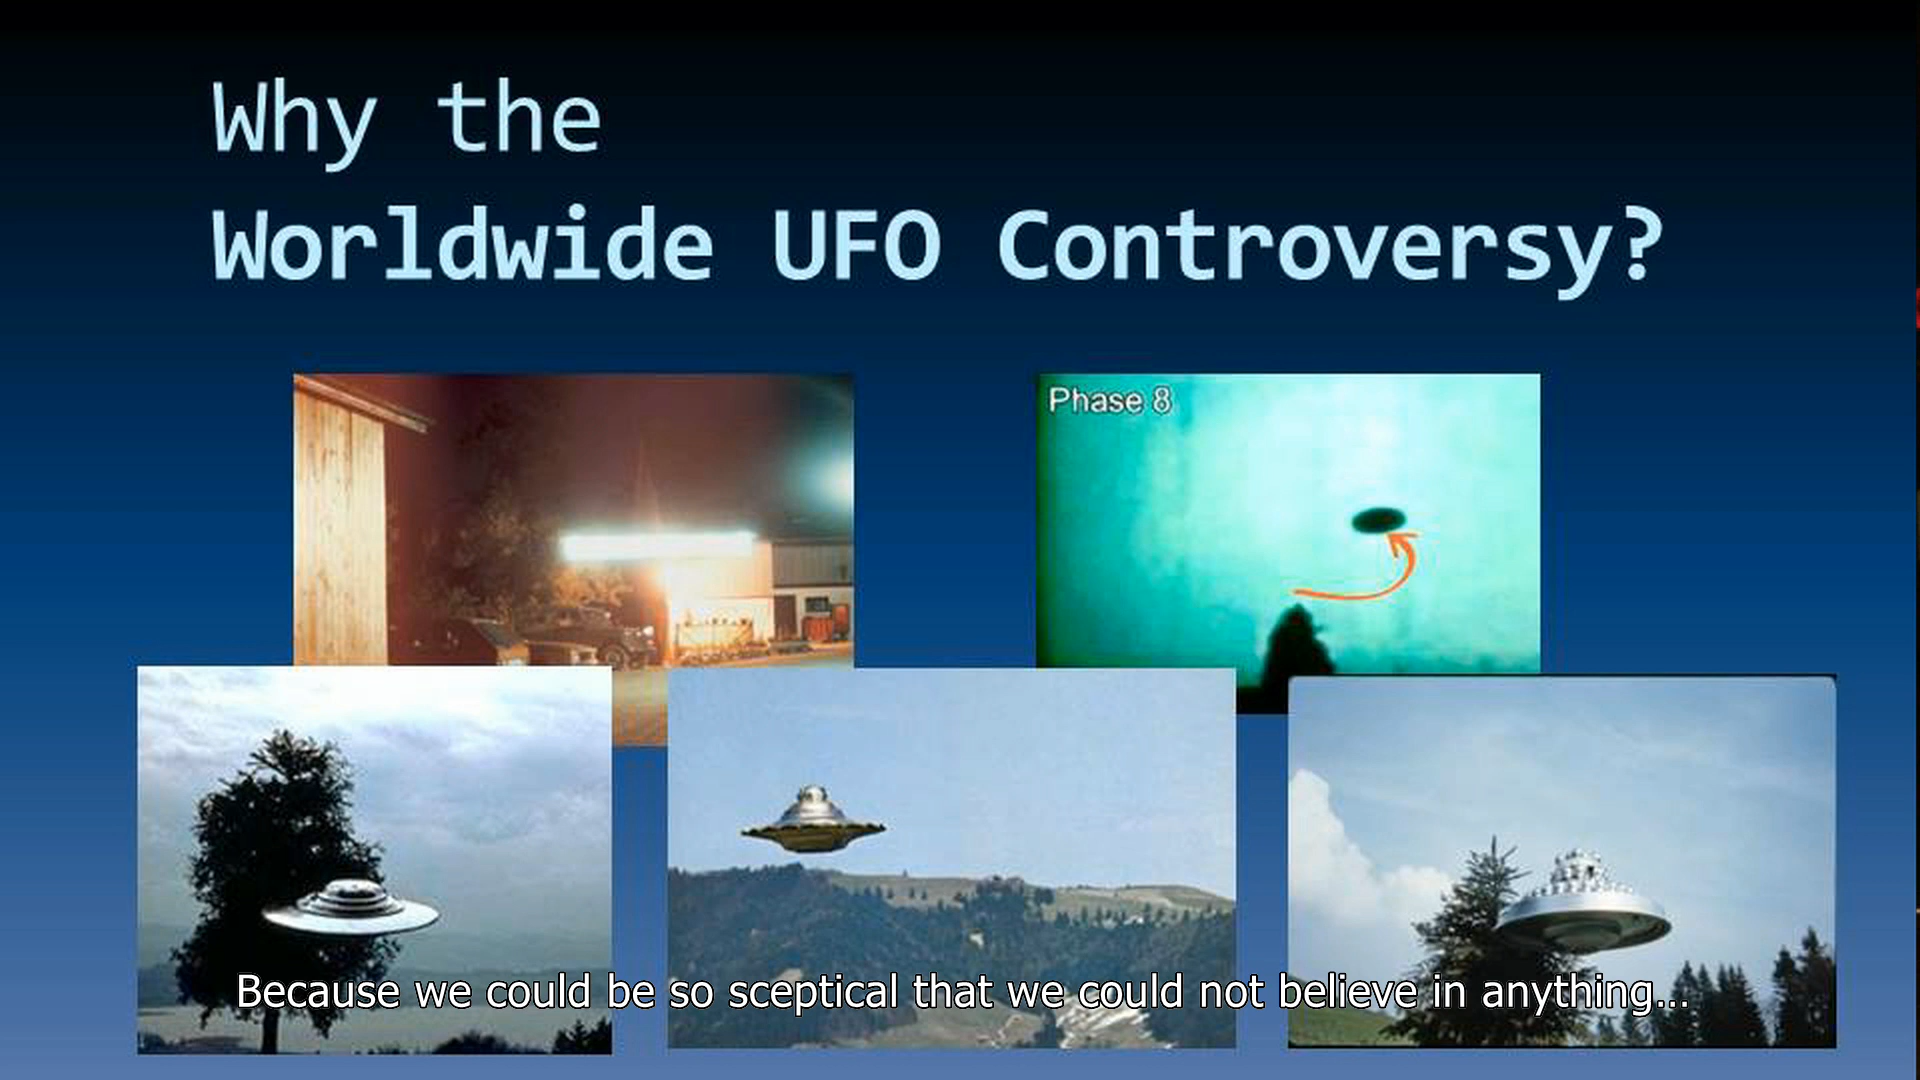 Why the
Worldwide UFO Controversy?
Phase 8
Because we could be so sceptical that we could not believe in anything...